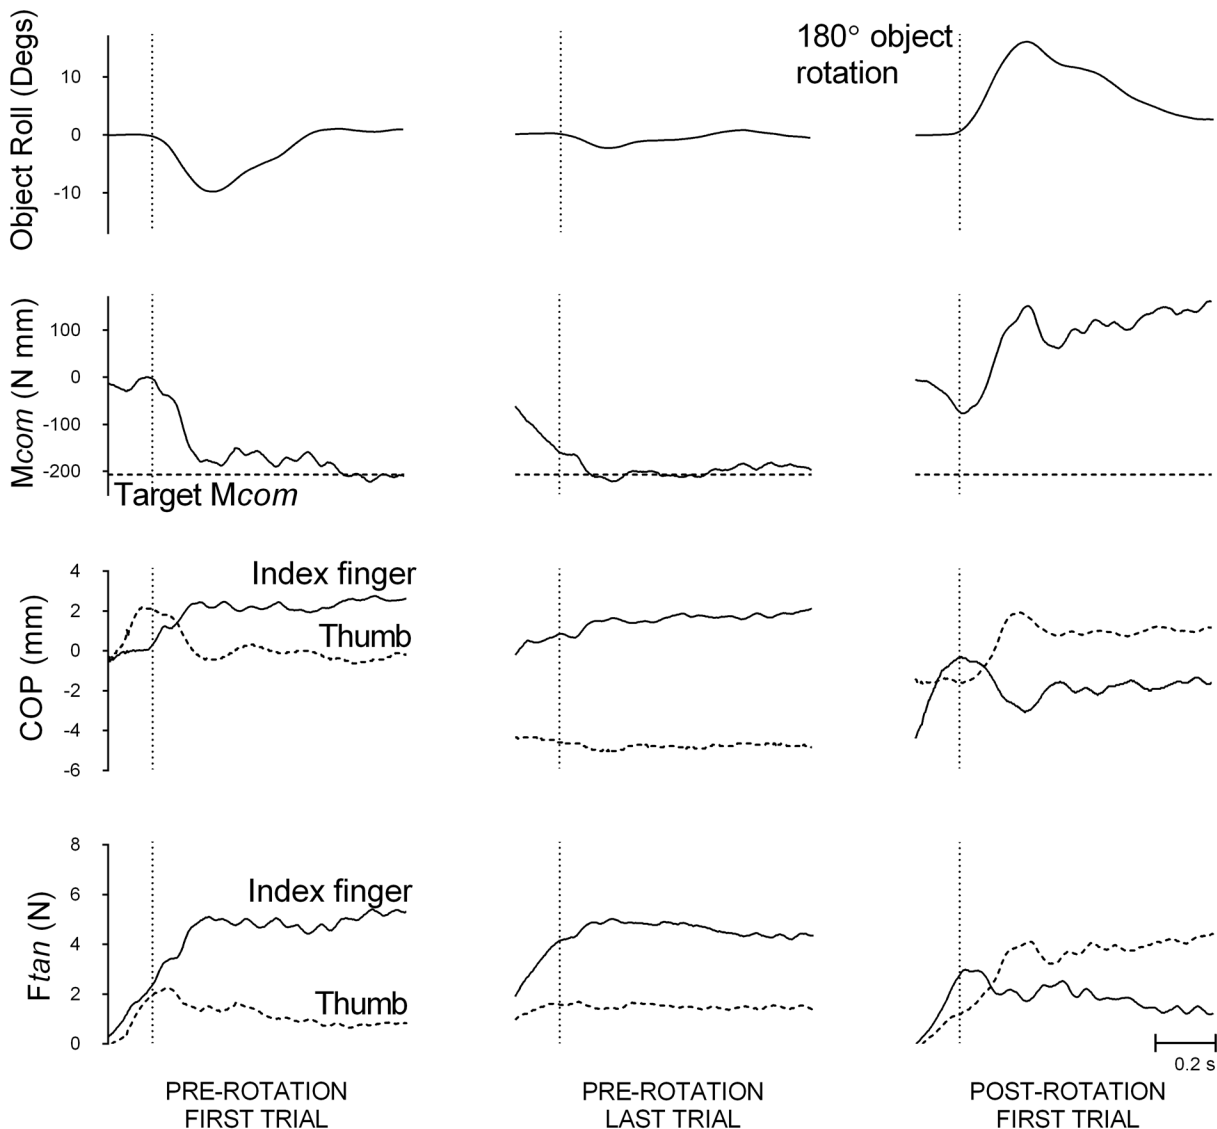 Object Roll (Degs)
10
0
-10
180° object
rotation
Mcom (N mm)
100
0
-100
-200
Target Mcom
COP (mm)
4
2
0
-2
-4
-6
Index finger
Thumb
Ftan (N)
8
6
4
2
0
Index finger
Thumb
0.2 s
PRE-ROTATION
FIRST TRIAL
PRE-ROTATION
LAST TRIAL
POST-ROTATION
FIRST TRIAL